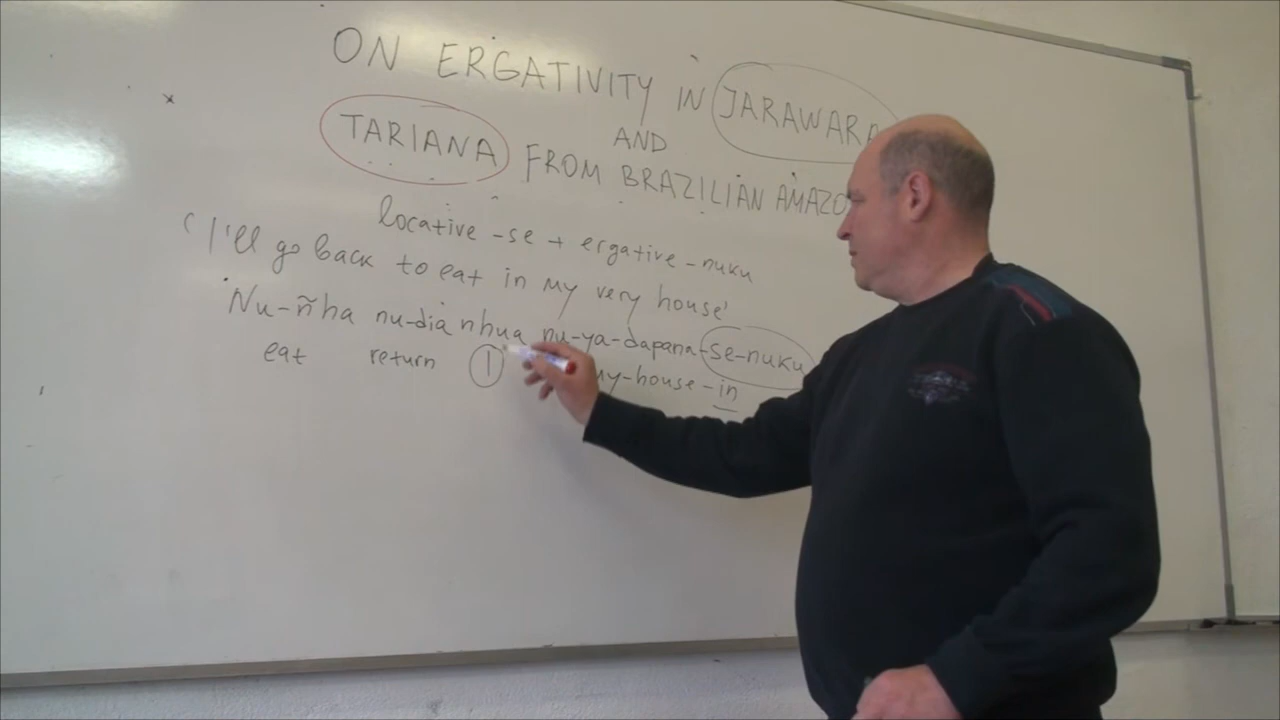 ON ERGATIVITY IN JARAWARA
AND
TARIANA FROM BRAZILIAN AMAZO
locative -se + ergative -nuku
'I'll go back to eat in my very house'
Nu-ñha nu-dia nhua nu-ya-dapana-se-nuku
eat return I my-house-in